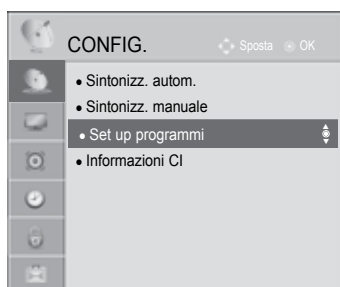 CONFIG.
Sposta OK
• Sintonizz. autom.
• Sintonizz. manuale
• Set up programmi
• Informazioni CI